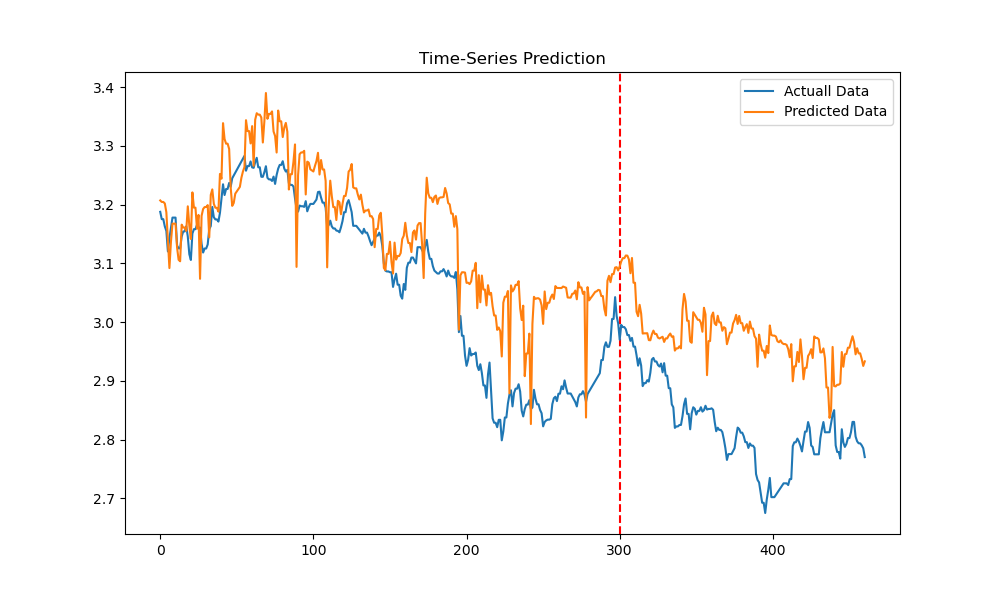 Time-Series Prediction
Actuall Data
Predicted Data
3.4
3.3
3.2
3.1
3.0
2.9
2.8
2.7
0 100 200 300 400